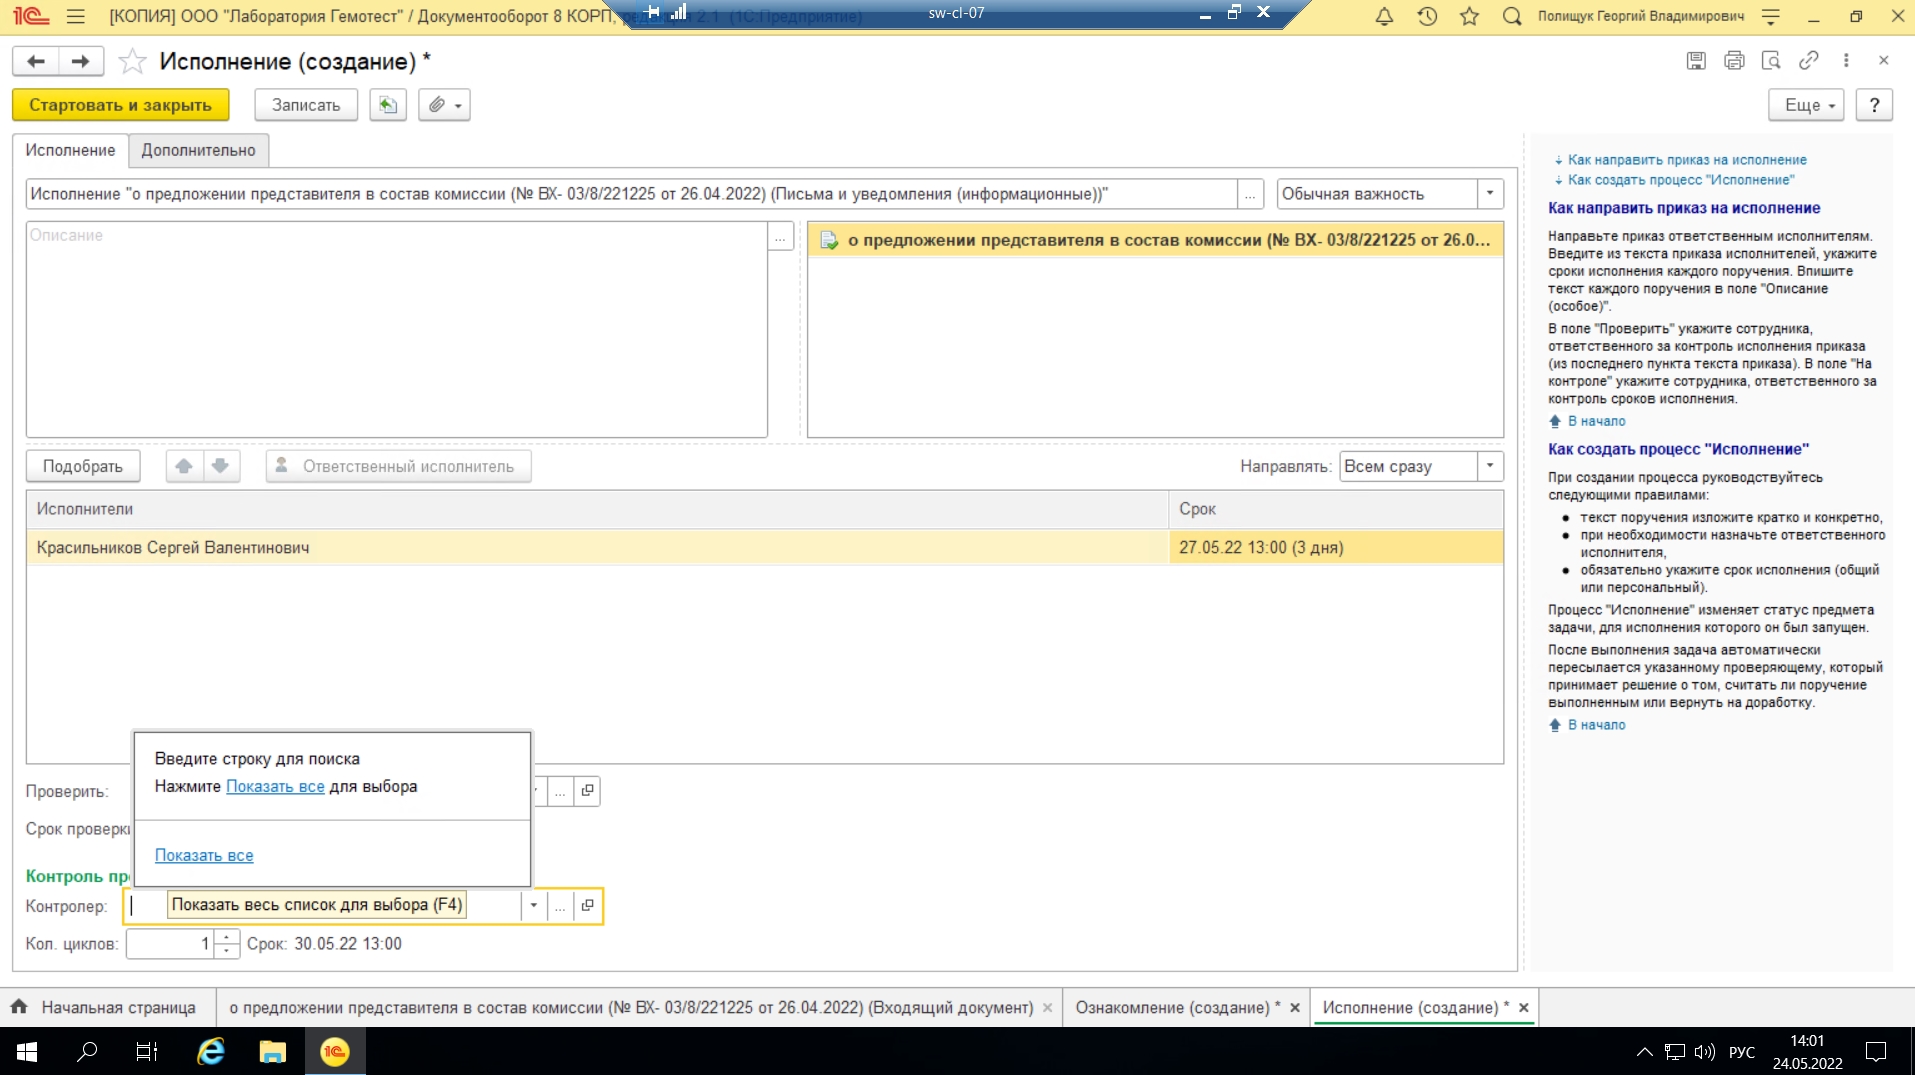 [КОПИЯ] ООО "Лаборатория Гемотест" / Документооборот 8 КОРП, редакция 2.1 (1С:Предприятие)
sw-cl-07
Полищук Георгий Владимирович
Исполнение (создание) *
Стартовать и закрыть
Записать
Еще
?
Исполнение
Дополнительно
Исполнение "о предложении представителя в состав комиссии (№ ВХ- 03/8/221225 от 26.04.2022) (Письма и уведомления (информационные))"
...
Обычная важность
Описание
...
о предложении представителя в состав комиссии (№ ВХ- 03/8/221225 от 26.0...
Подобрать
Ответственный исполнитель
Направлять:
Всем сразу
Исполнители
Срок
Красильников Сергей Валентинович
27.05.22 13:00 (3 дня)
Введите строку для поиска
Нажмите Показать все для выбора
Показать все
Проверить:
...
Срок проверки
Контроль пр
Контролер:
Показать весь список для выбора (F4)
...
Кол. циклов:
1
Срок: 30.05.22 13:00
Как направить приказ на исполнение
Как создать процесс "Исполнение"
Как направить приказ на исполнение
Направьте приказ ответственным исполнителям.
Введите из текста приказа исполнителей, укажите
сроки исполнения каждого поручения. Впишите
текст каждого поручения в поле "Описание
(особое)".
В поле "Проверить" укажите сотрудника,
ответственного за контроль исполнения приказа
(из последнего пункта текста приказа). В поле "На
контроле" укажите сотрудника, ответственного за
контроль сроков исполнения.
В начало
Как создать процесс "Исполнение"
При создании процесса руководствуйтесь
следующими правилами:
• текст поручения изложите кратко и конкретно,
• при необходимости назначьте ответственного
исполнителя,
• обязательно укажите срок исполнения (общий
или персональный).
Процесс "Исполнение" изменяет статус предмета
задачи, для исполнения которого он был запущен.
После выполнения задача автоматически
пересылается указанному проверяющему, который
принимает решение о том, считать ли поручение
выполненным или вернуть на доработку.
В начало
Начальная страница
о предложении представителя в состав комиссии (№ ВХ- 03/8/221225 от 26.04.2022) (Входящий документ)
Ознакомление (создание) *
Исполнение (создание) *
РУС
14:01
24.05.2022